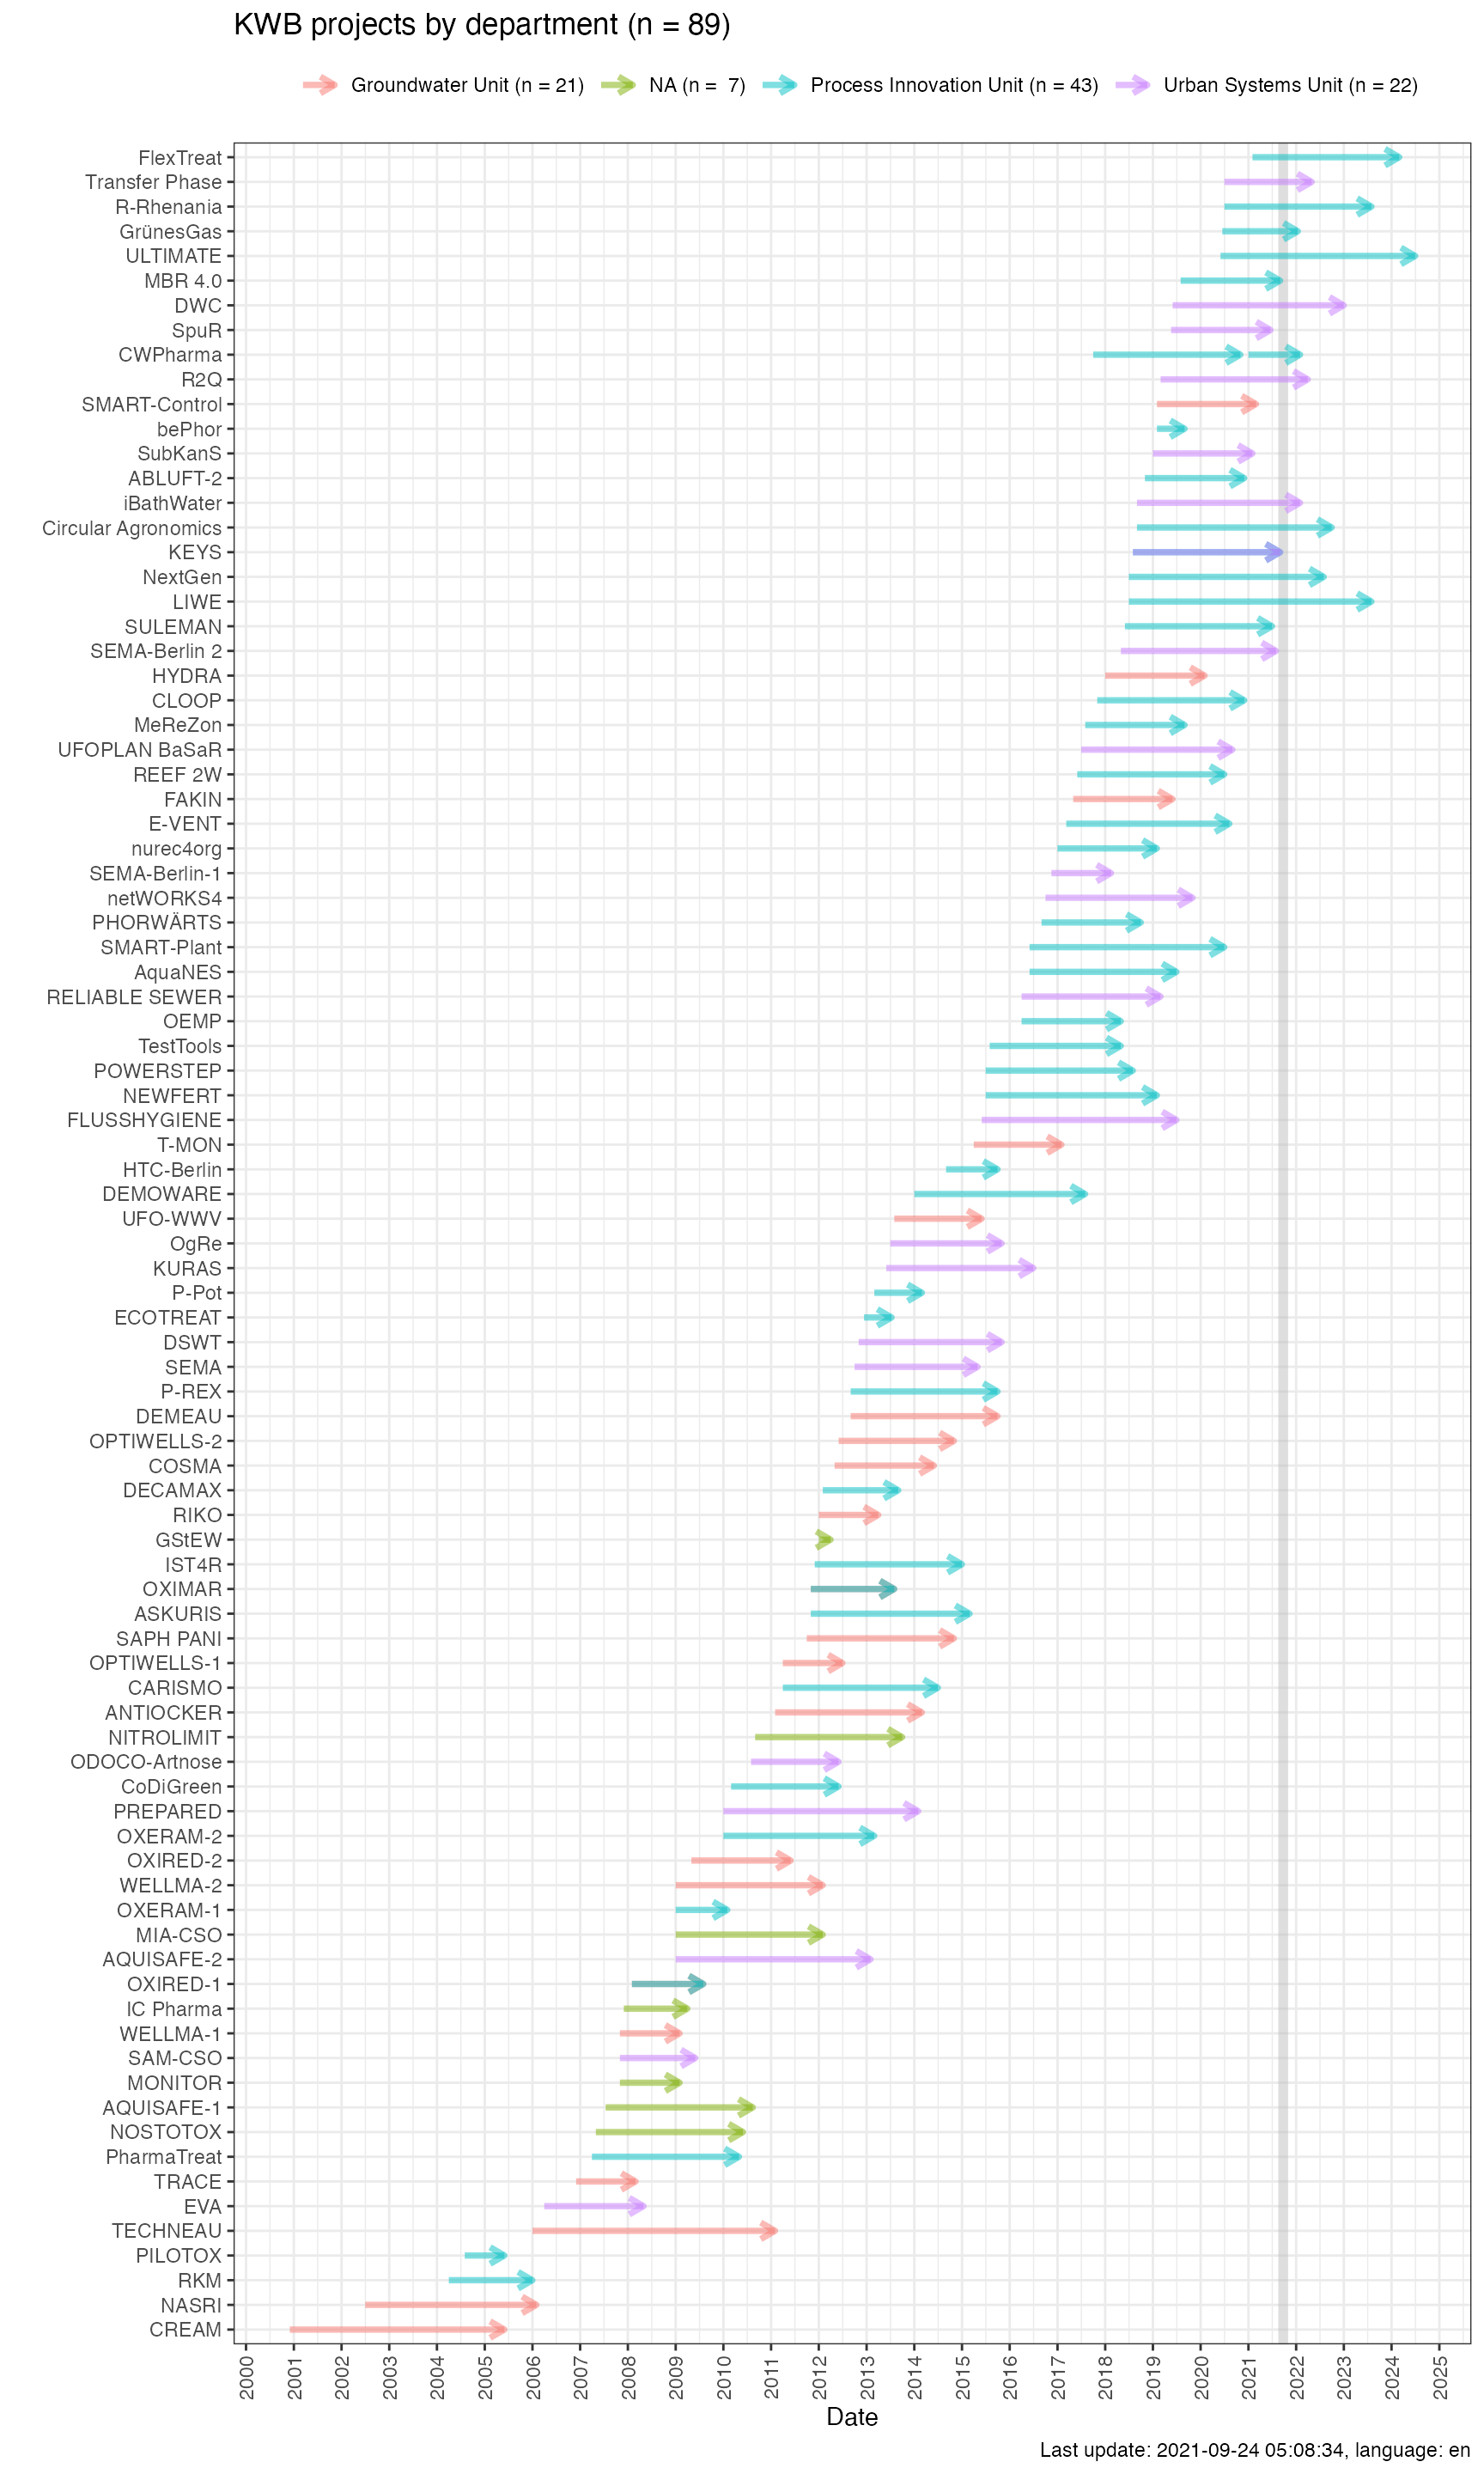 KWB projects by department (n = 89)
Groundwater Unit (n = 21) NA (n =  7) Process Innovation Unit (n = 43) Urban Systems Unit (n = 22)
FlexTreat
Transfer Phase
R-Rhenania
GrünesGas
ULTIMATE
MBR 4.0
DWC
SpuR
CWPharma
R2Q
SMART-Control
bePhor
SubKanS
ABLUFT-2
iBathWater
Circular Agronomics
KEYS
NextGen
LIWE
SULEMAN
SEMA-Berlin 2
HYDRA
CLOOP
MeReZon
UFOPLAN BaSaR
REEF 2W
FAKIN
E-VENT
nurec4org
SEMA-Berlin-1
netWORKS4
PHORWÄRTS
SMART-Plant
AquaNES
RELIABLE SEWER
OEMP
TestTools
POWERSTEP
NEWFERT
FLUSSHYGIENE
T-MON
HTC-Berlin
DEMOWARE
UFO-WWV
OgRe
KURAS
P-Pot
ECOTREAT
DSWT
SEMA
P-REX
DEMEAU
OPTIWELLS-2
COSMA
DECAMAX
RIKO
GStEW
IST4R
OXIMAR
ASKURIS
SAPH PANI
OPTIWELLS-1
CARISMO
ANTIOCKER
NITROLIMIT
ODOCO-Artnose
CoDiGreen
PREPARED
OXERAM-2
OXIRED-2
WELLMA-2
OXERAM-1
MIA-CSO
AQUISAFE-2
OXIRED-1
IC Pharma
WELLMA-1
SAM-CSO
MONITOR
AQUISAFE-1
NOSTOTOX
PharmaTreat
TRACE
EVA
TECHNEAU
PILOTOX
RKM
NASRI
CREAM
2000 2001 2002 2003 2004 2005 2006 2007 2008 2009 2010 2011 2012 2013 2014 2015 2016 2017 2018 2019 2020 2021 2022 2023 2024 2025
Date
Last update: 2021-09-24 05:08:34, language: en